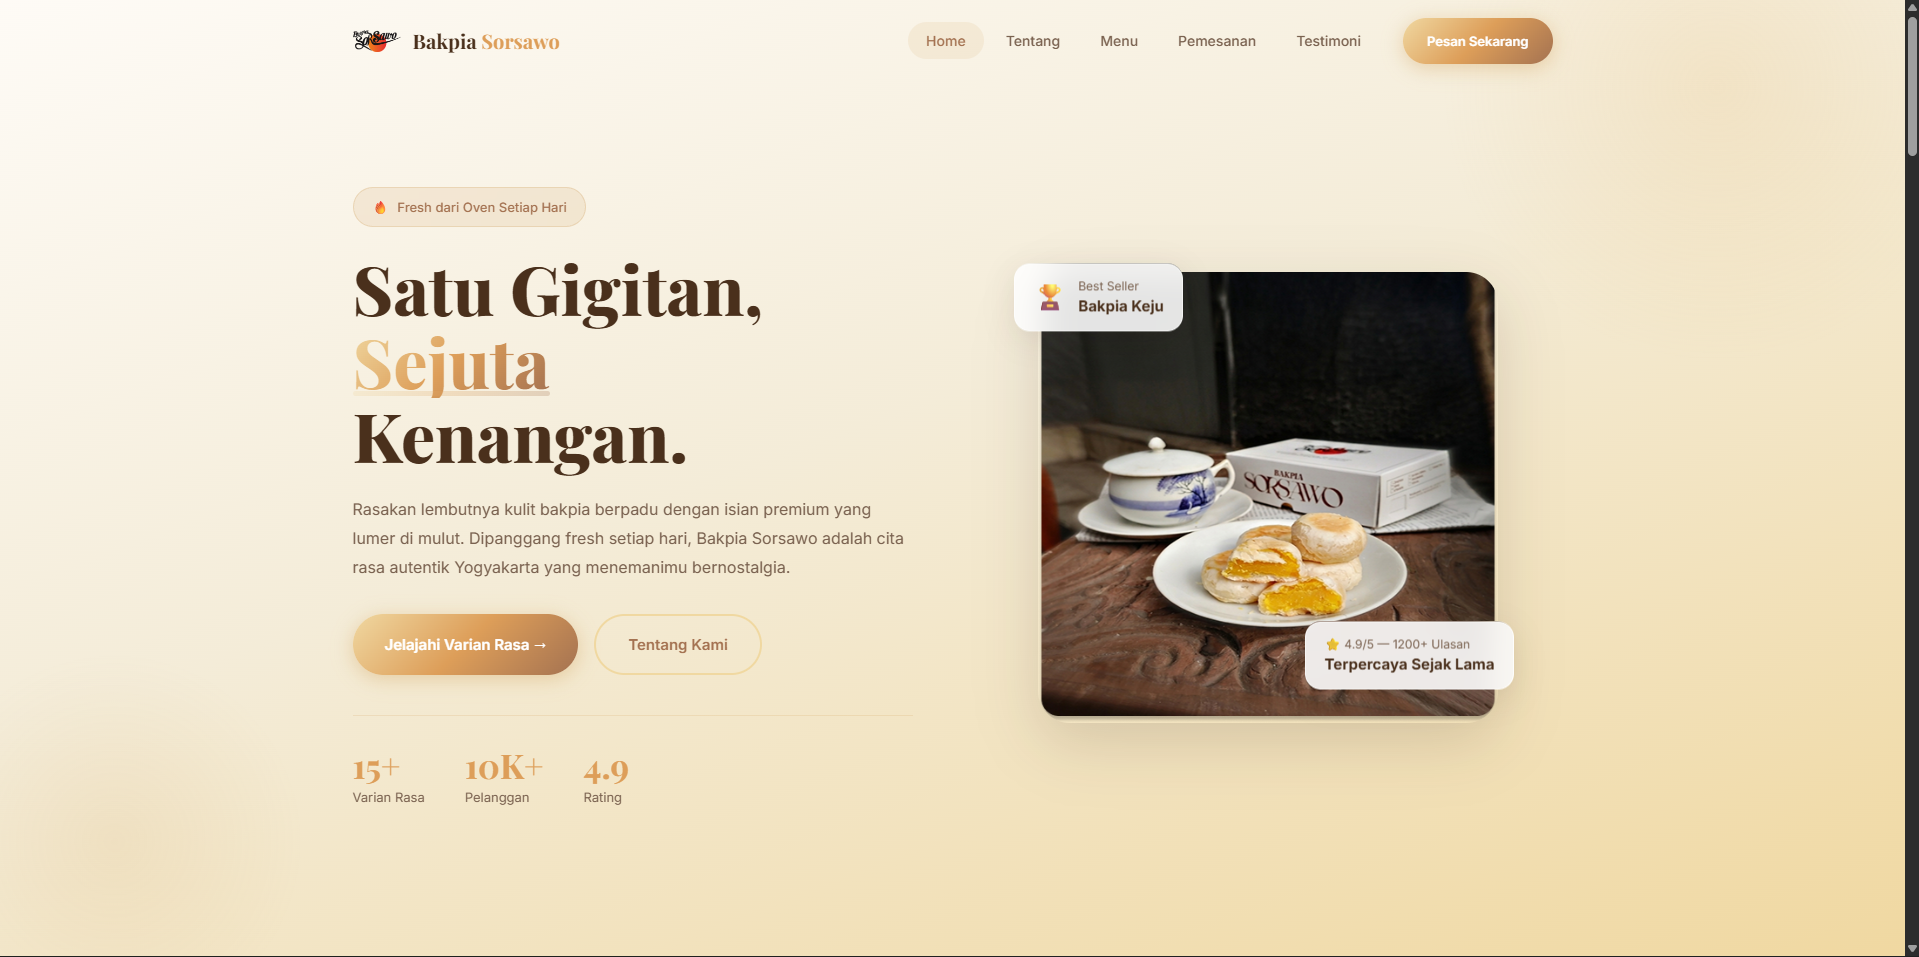 Bakpia Sorsawo
Home
Tentang
Menu
Pemesanan
Testimoni
Pesan Sekarang
🔥 Fresh dari Oven Setiap Hari
Satu Gigitan,
Sejuta
Kenangan.
Rasakan lembutnya kulit bakpia berpadu dengan isian premium yang
lumer di mulut. Dipanggang fresh setiap hari, Bakpia Sorsawo adalah cita
rasa autentik Yogyakarta yang menemanimu bernostalgia.
Jelajahi Varian Rasa →
Tentang Kami
15+
Varian Rasa
10K+
Pelanggan
4.9
Rating
Best Seller
Bakpia Keju
BAKPIA
SORSAWO
⭐ 4.9/5 — 1200+ Ulasan
Terpercaya Sejak Lama